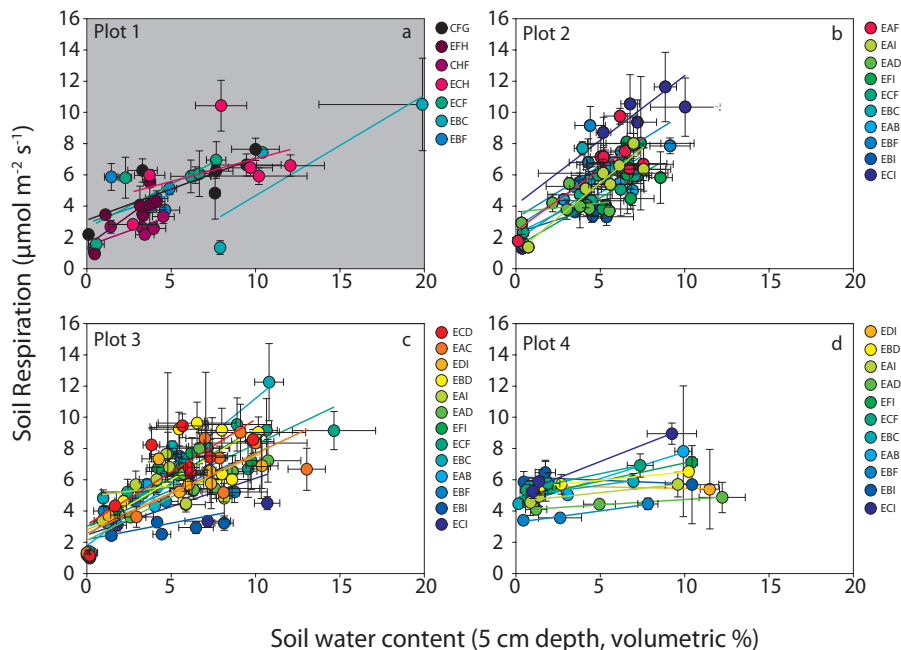 Soil Respiration (µmol m⁻² s⁻¹)
Plot 1
a
16
14
12
10
8
6
4
2
0
0
5
10
15
20
CFG
EFH
CHF
ECH
ECF
EBC
EBF
Plot 2
b
16
14
12
10
8
6
4
2
0
0
5
10
15
20
EAF
EAI
EAD
EFI
ECF
EBC
EAB
EBF
EBI
ECI
Plot 3
c
16
14
12
10
8
6
4
2
0
0
5
10
15
20
ECD
EAC
EDI
EBD
EAI
EAD
EFI
ECF
EBC
EAB
EBF
EBI
ECI
Plot 4
d
16
14
12
10
8
6
4
2
0
0
5
10
15
20
EDI
EBD
EAI
EAD
EFI
ECF
EBC
EAB
EBF
EBI
ECI
Soil water content (5 cm depth, volumetric %)